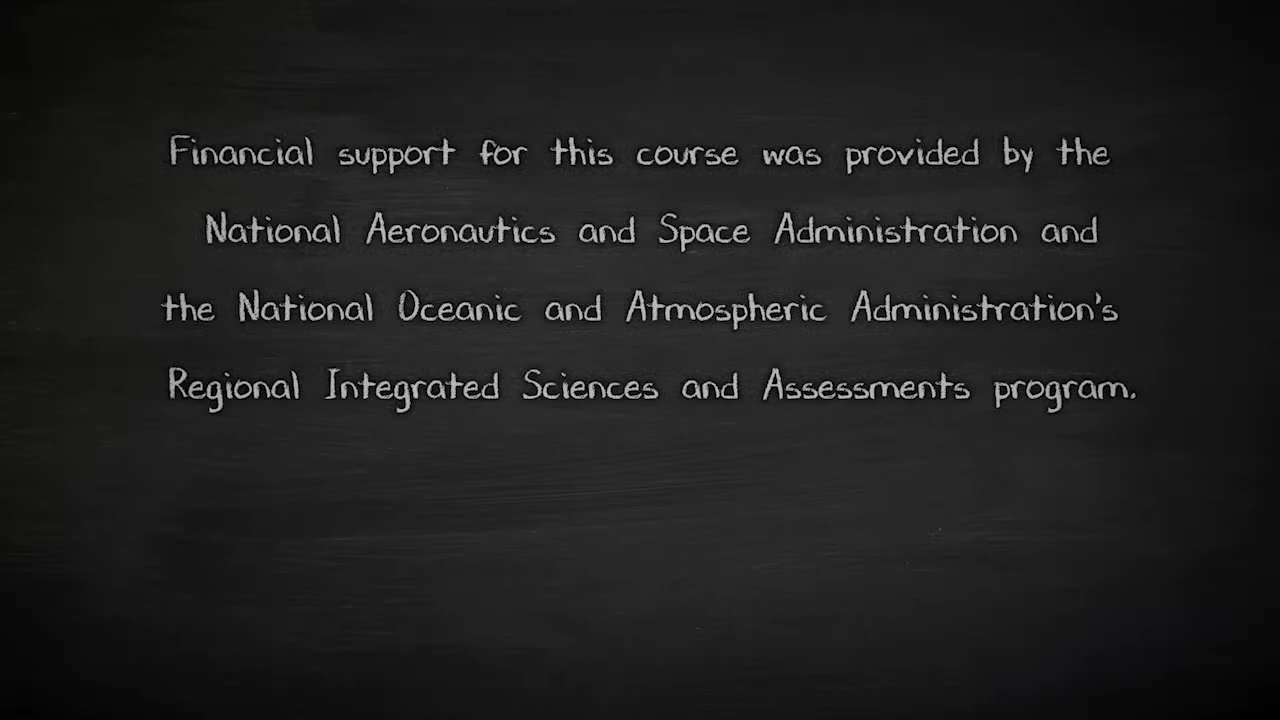 Financial support for this course was provided by the
National Aeronautics and Space Administration and
the National Oceanic and Atmospheric Administration's
Regional Integrated Sciences and Assessments program.